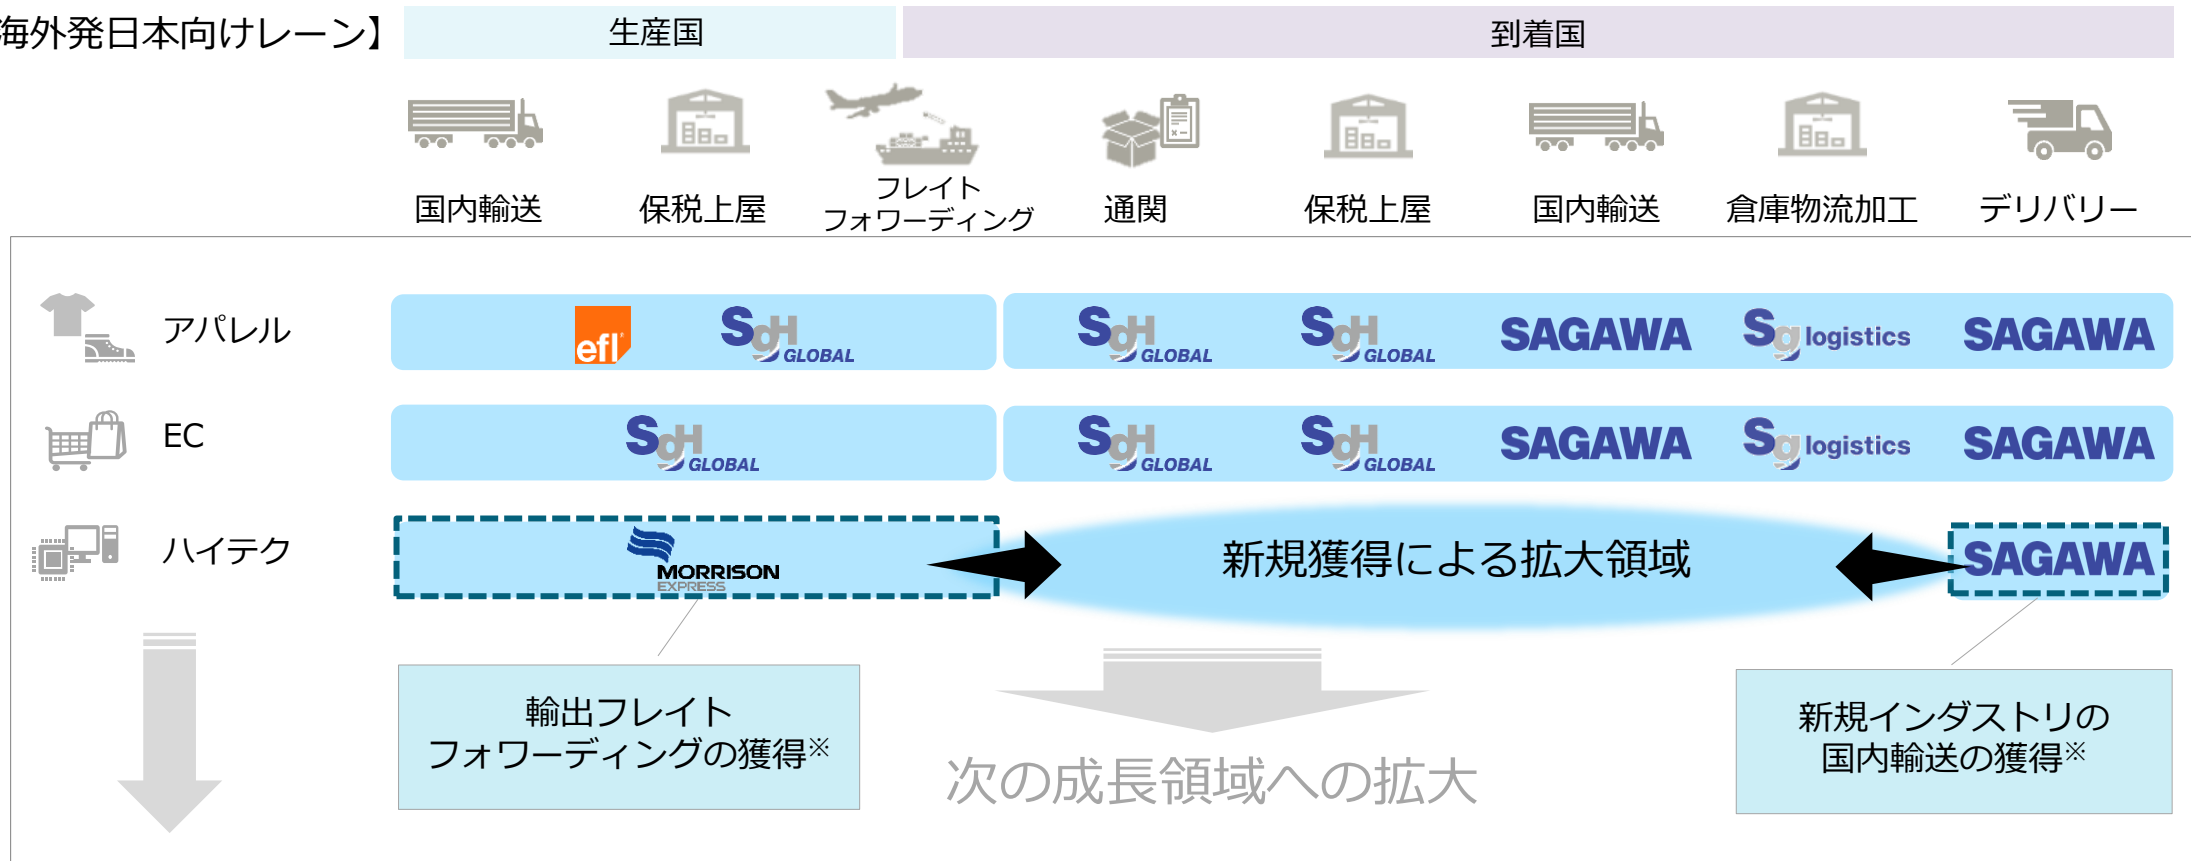 海外発日本向けレーン】
生産国
到着国
国内輸送
保税上屋
フレイト
フォワーディング
通関
保税上屋
国内輸送
倉庫物流加工
デリバリー
アパレル
efl
SgH GLOBAL
SgH GLOBAL
SgH GLOBAL
SAGAWA
Sg logistics
SAGAWA
EC
SgH GLOBAL
SgH GLOBAL
SgH GLOBAL
SAGAWA
Sg logistics
SAGAWA
ハイテク
MORRISON
EXPRESS
新規獲得による拡大領域
SAGAWA
輸出フレイト
フォワーディングの獲得※
次の成長領域への拡大
新規インダストリの
国内輸送の獲得※